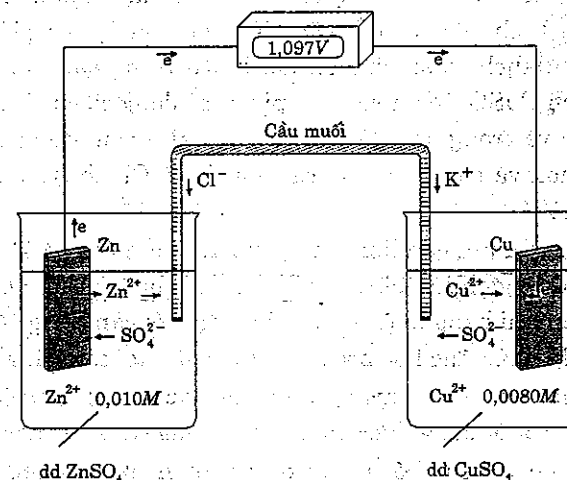 1,097V
e e
Cầu muối
Cl⁻ K⁺
e
Zn Cu
Zn²⁺ Cu²⁺
SO₄²⁻ SO₄²⁻
Zn²⁺ 0,010M Cu²⁺ 0,0080M
dd ZnSO₄ dd CuSO₄